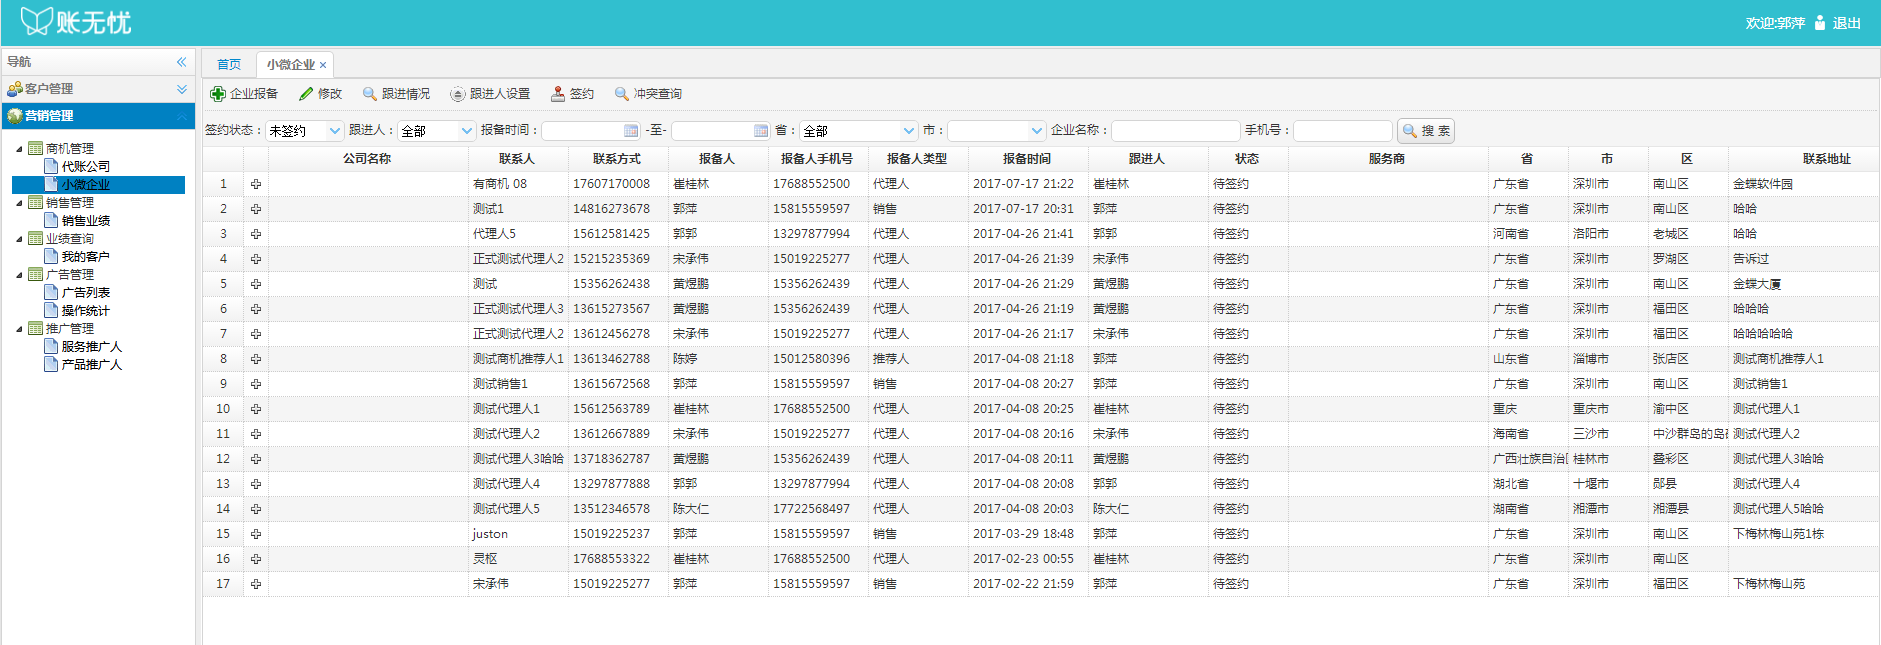 账无忧
欢迎:郭萍 退出
导航
客户管理
营销管理
商机管理
代账公司
小微企业
销售管理
销售业绩
业绩查询
我的客户
广告管理
广告列表
操作统计
推广管理
服务推广人
产品推广人
首页 小微企业 ×
企业报备 修改 跟进情况 跟进人设置 签约 冲突查询
签约状态： 未签约 跟进人： 全部 报备时间： -至- 省： 全部 市： 企业名称： 手机号： 搜 索
公司名称 联系人 联系方式 报备人 报备人手机号 报备人类型 报备时间 跟进人 状态 服务商 省 市 区 联系地址
1 有商机 08 17607170008 崔桂林 17688552500 代理人 2017-07-17 21:22 崔桂林 待签约 广东省 深圳市 南山区 金蝶软件园
2 测试1 14816273678 郭萍 15815559597 销售 2017-07-17 20:31 郭萍 待签约 广东省 深圳市 南山区 哈哈
3 代理人5 15612581425 郭郭 13297877994 代理人 2017-04-26 21:41 郭郭 待签约 河南省 洛阳市 老城区 哈哈
4 正式测试代理人2 15215235369 宋承伟 15019225277 代理人 2017-04-26 21:39 宋承伟 待签约 广东省 深圳市 罗湖区 告诉过
5 测试 15356262438 黄煜鹏 15356262439 代理人 2017-04-26 21:29 黄煜鹏 待签约 广东省 深圳市 南山区 金蝶大厦
6 正式测试代理人3 13615273567 黄煜鹏 15356262439 代理人 2017-04-26 21:19 黄煜鹏 待签约 广东省 深圳市 福田区 哈哈哈
7 正式测试代理人2 13612456278 宋承伟 15019225277 代理人 2017-04-26 21:17 宋承伟 待签约 广东省 深圳市 福田区 哈哈哈哈哈
8 测试商机推荐人1 13613462788 陈婷 15012580396 推荐人 2017-04-08 21:18 郭萍 待签约 山东省 淄博市 张店区 测试商机推荐人1
9 测试销售1 13615672568 郭萍 15815559597 销售 2017-04-08 20:27 郭萍 待签约 广东省 深圳市 南山区 测试销售1
10 测试代理人1 15612563789 崔桂林 17688552500 代理人 2017-04-08 20:25 崔桂林 待签约 重庆 重庆市 渝中区 测试代理人1
11 测试代理人2 13612667889 宋承伟 15019225277 代理人 2017-04-08 20:16 宋承伟 待签约 海南省 三沙市 中沙群岛的岛 测试代理人2
12 测试代理人3哈哈 13718362787 黄煜鹏 15356262439 代理人 2017-04-08 20:11 黄煜鹏 待签约 广西壮族自治 桂林市 叠彩区 测试代理人3哈哈
13 测试代理人4 13297877888 郭郭 13297877994 代理人 2017-04-08 20:08 郭郭 待签约 湖北省 十堰市 郧县 测试代理人4
14 测试代理人5 13512346578 陈大仁 17722568497 代理人 2017-04-08 20:03 陈大仁 待签约 湖南省 湘潭市 湘潭县 测试代理人5哈哈
15 juston 15019225237 郭萍 15815559597 销售 2017-03-29 18:48 郭萍 待签约 广东省 深圳市 南山区 下梅林梅山苑1栋
16 灵枢 17688553322 崔桂林 17688552500 代理人 2017-02-23 00:55 崔桂林 待签约 广东省 深圳市 南山区
17 宋承伟 15019225277 郭萍 15815559597 销售 2017-02-22 21:59 郭萍 待签约 广东省 深圳市 福田区 下梅林梅山苑